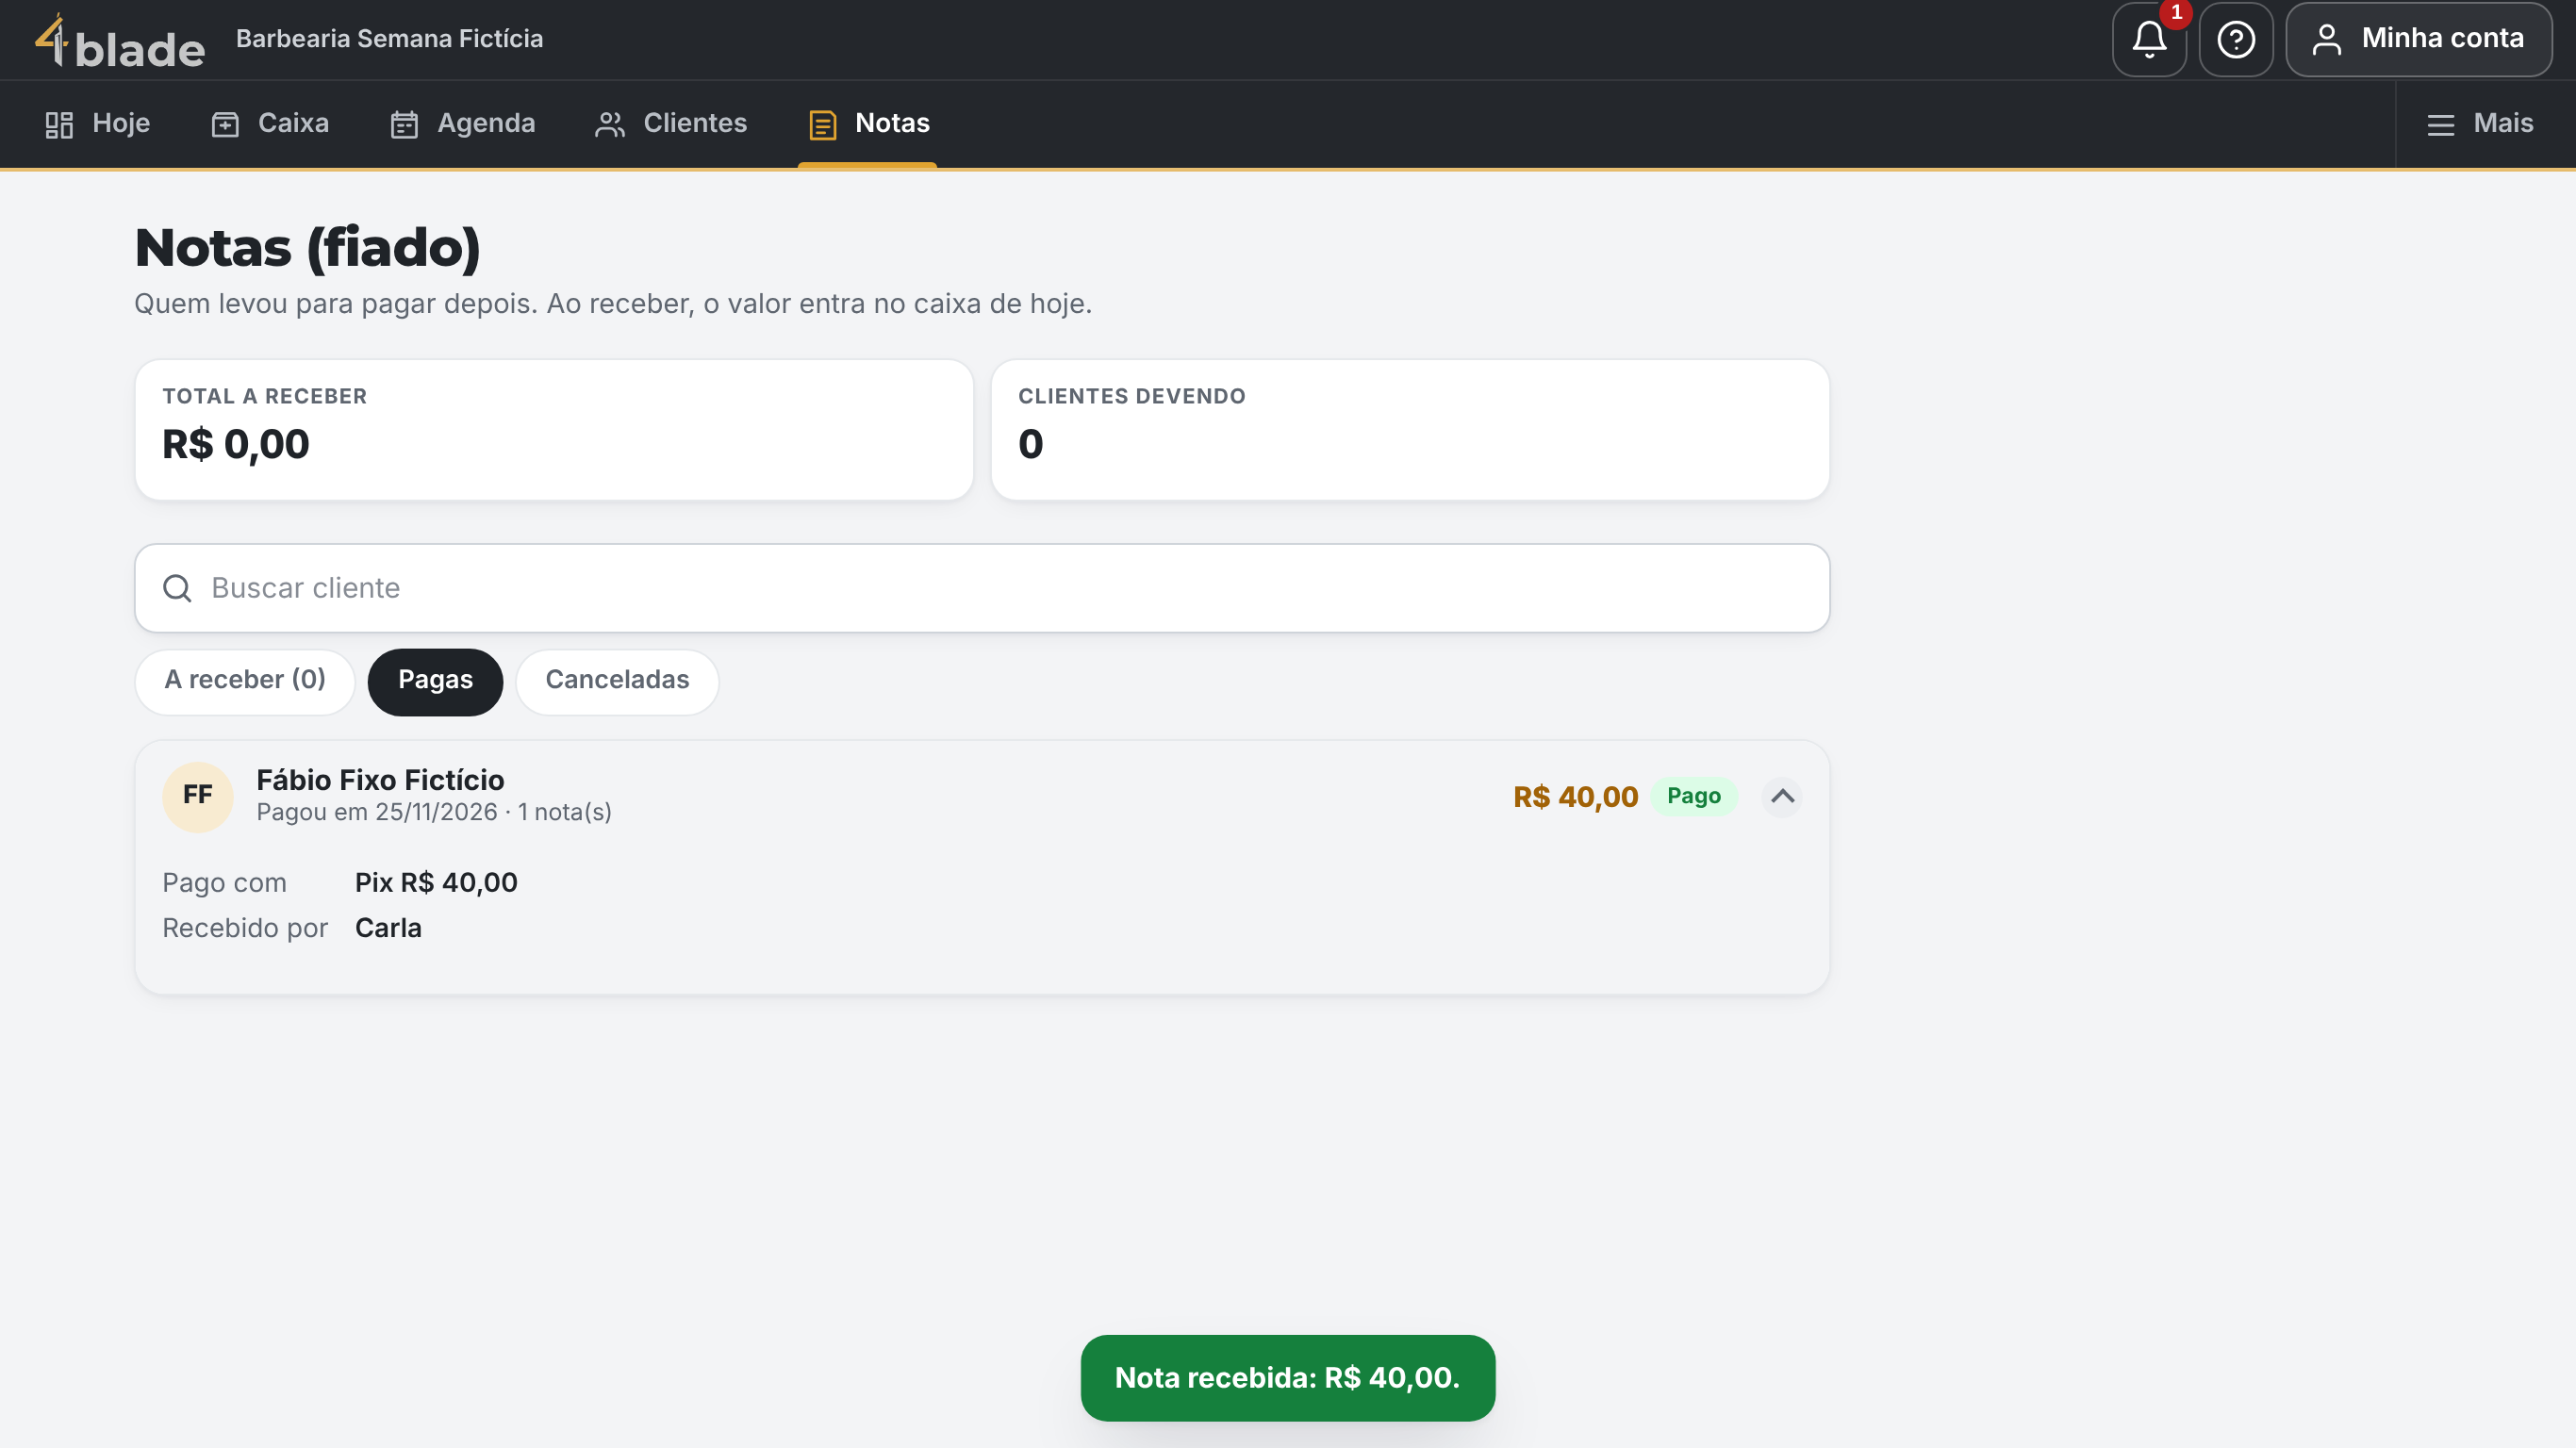 4blade Barbearia Semana Fictícia 1 Minha conta
Hoje Caixa Agenda Clientes Notas Mais
Notas (fiado)
Quem levou para pagar depois. Ao receber, o valor entra no caixa de hoje.
TOTAL A RECEBER
R$ 0,00
CLIENTES DEVENDO
0
Buscar cliente
A receber (0) Pagas Canceladas
FF
Fábio Fixo Fictício
Pagou em 25/11/2026 · 1 nota(s)
R$ 40,00 Pago
Pago com Pix R$ 40,00
Recebido por Carla
Nota recebida: R$ 40,00.